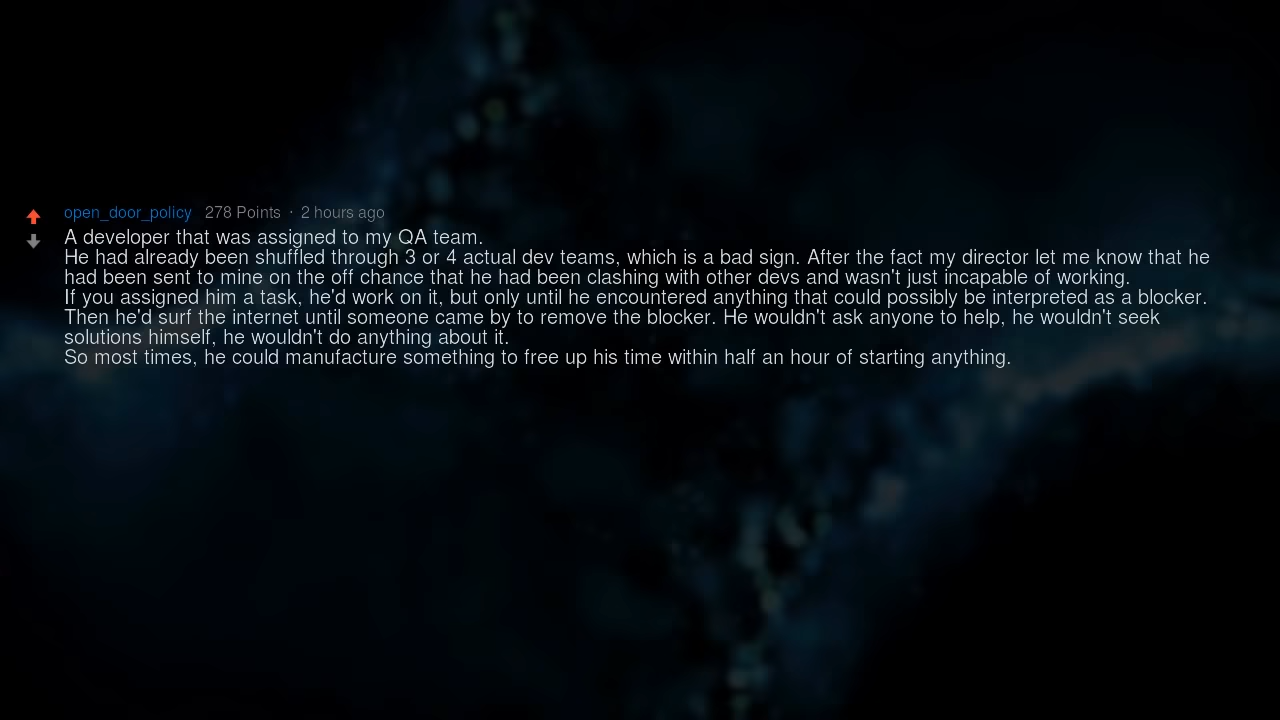 open_door_policy 278 Points · 2 hours ago
A developer that was assigned to my QA team.
He had already been shuffled through 3 or 4 actual dev teams, which is a bad sign. After the fact my director let me know that he
had been sent to mine on the off chance that he had been clashing with other devs and wasn't just incapable of working.
If you assigned him a task, he'd work on it, but only until he encountered anything that could possibly be interpreted as a blocker.
Then he'd surf the internet until someone came by to remove the blocker. He wouldn't ask anyone to help, he wouldn't seek
solutions himself, he wouldn't do anything about it.
So most times, he could manufacture something to free up his time within half an hour of starting anything.